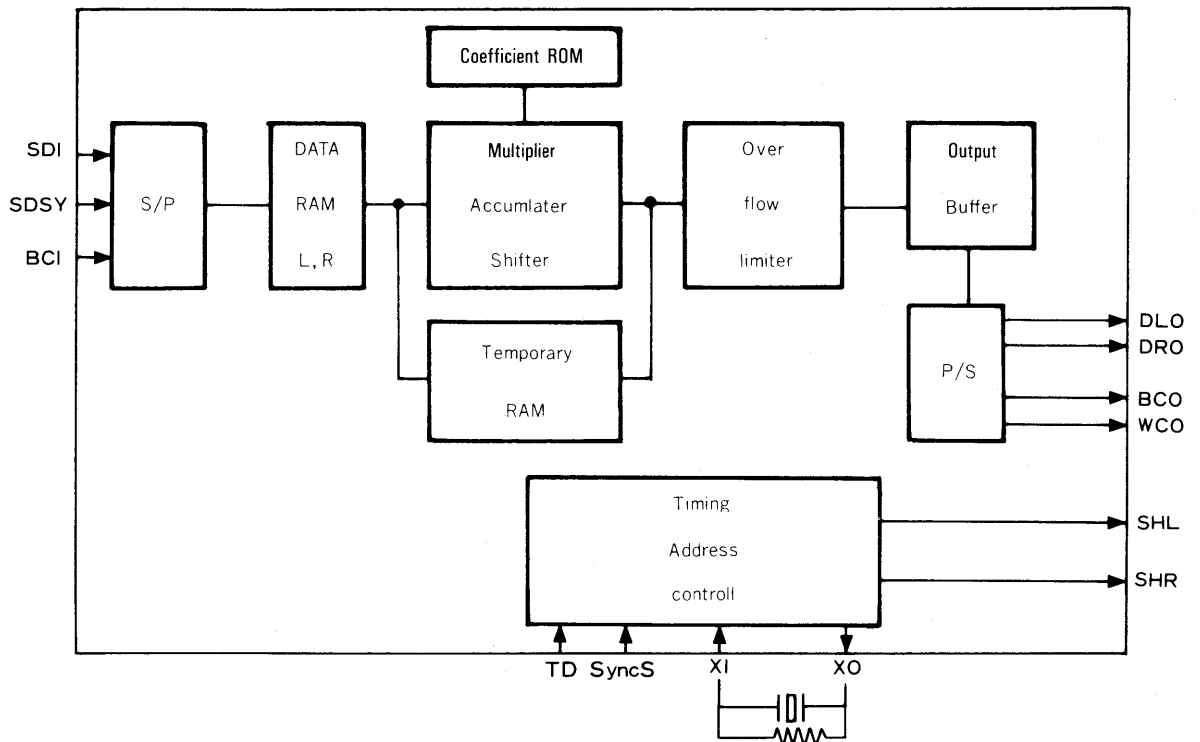 Coefficient ROM
SDI
SDSY
BCI
S/P
DATA
RAM
L, R
Multiplier
Accumlater
Shifter
Over
flow
limiter
Output
Buffer
Temporary
RAM
P/S
DLO
DRO
BCO
WCO
Timing
Address
controll
SHL
SHR
TD SyncS XI XO